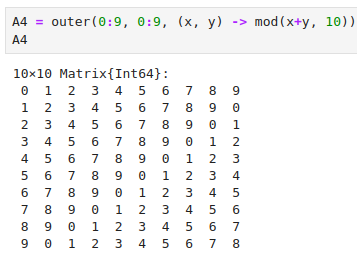 A4 = outer(0:9, 0:9, (x, y) -> mod(x+y, 10))
A4
10×10 Matrix{Int64}:
0 1 2 3 4 5 6 7 8 9
1 2 3 4 5 6 7 8 9 0
2 3 4 5 6 7 8 9 0 1
3 4 5 6 7 8 9 0 1 2
4 5 6 7 8 9 0 1 2 3
5 6 7 8 9 0 1 2 3 4
6 7 8 9 0 1 2 3 4 5
7 8 9 0 1 2 3 4 5 6
8 9 0 1 2 3 4 5 6 7
9 0 1 2 3 4 5 6 7 8